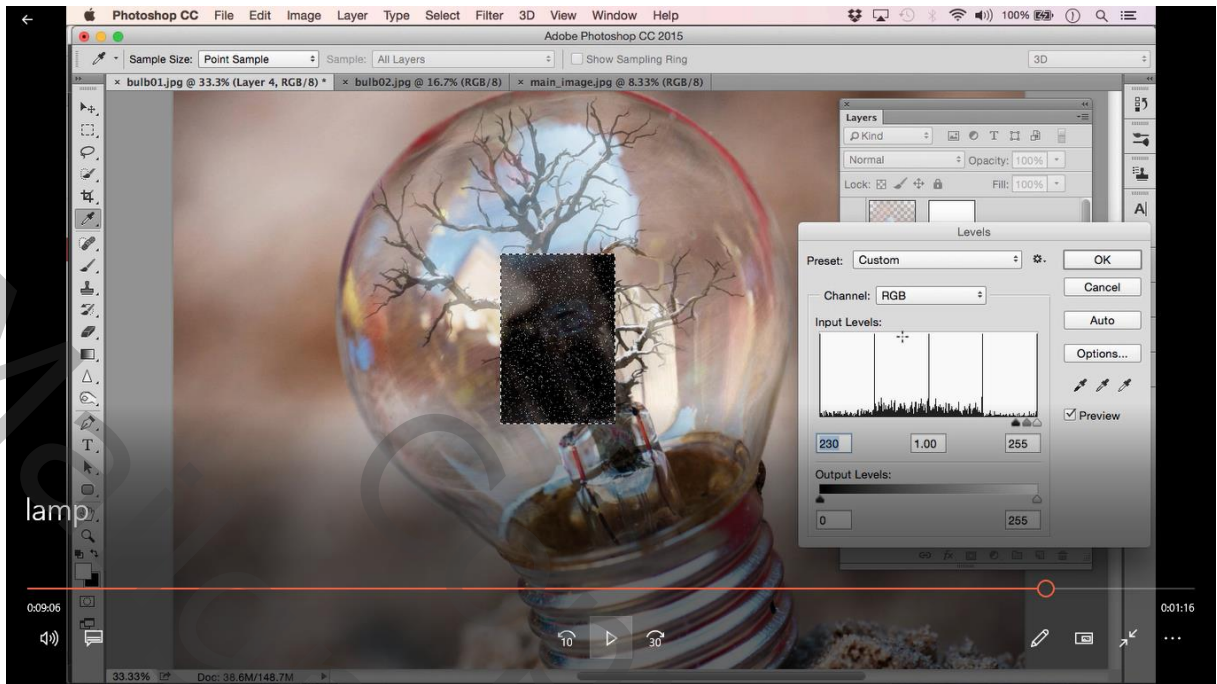 Photoshop CC File Edit Image Layer Type Select Filter 3D View Window Help 100%
Adobe Photoshop CC 2015
Sample Size: Point Sample Sample: All Layers Show Sampling Ring 3D
× bulb01.jpg @ 33.3% (Layer 4, RGB/8) * × bulb02.jpg @ 16.7% (RGB/8) × main_image.jpg @ 8.33% (RGB/8)
Layers
Kind
Normal Opacity: 100%
Lock: Fill: 100%
Levels
Preset: Custom OK
Channel: RGB Cancel
Input Levels: Auto
Options...
Preview
230 1.00 255
Output Levels:
0 255
lamp
0:09:06 0:01:16
10 30
33.33% Doc: 36.6M/148.7M